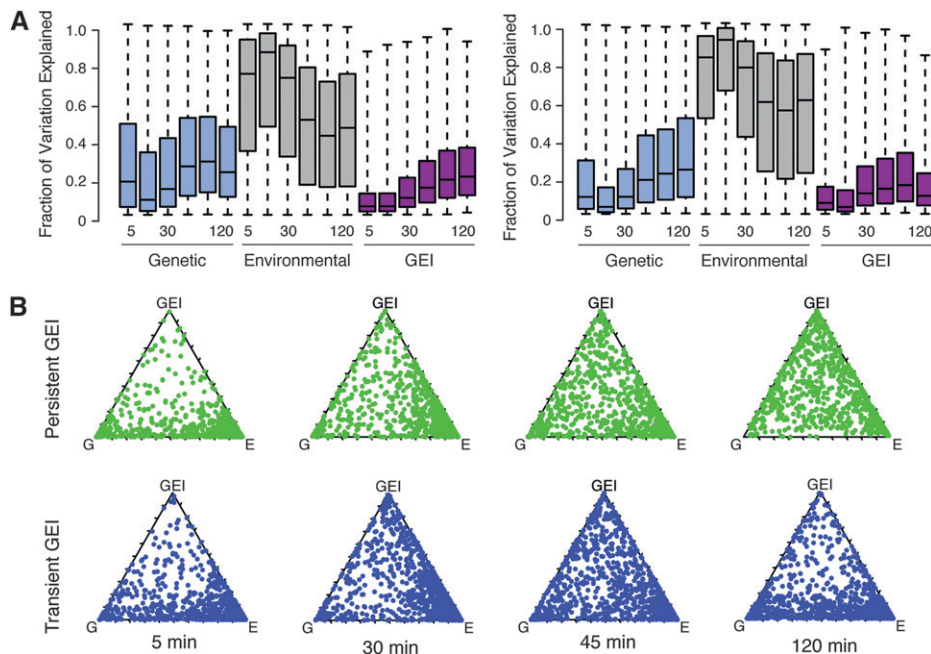 A
Fraction of Variation Explained
1.0
0.8
0.6
0.4
0.2
0
5 30 120 5 30 120 5 30 120
Genetic Environmental GEI
Fraction of Variation Explained
1.0
0.8
0.6
0.4
0.2
0
5 30 120 5 30 120 5 30 120
Genetic Environmental GEI
B
Persistent GEI
GEI GEI GEI GEI
G E G E G E G E
Transient GEI
GEI GEI GEI GEI
G E G E G E G E
5 min 30 min 45 min 120 min